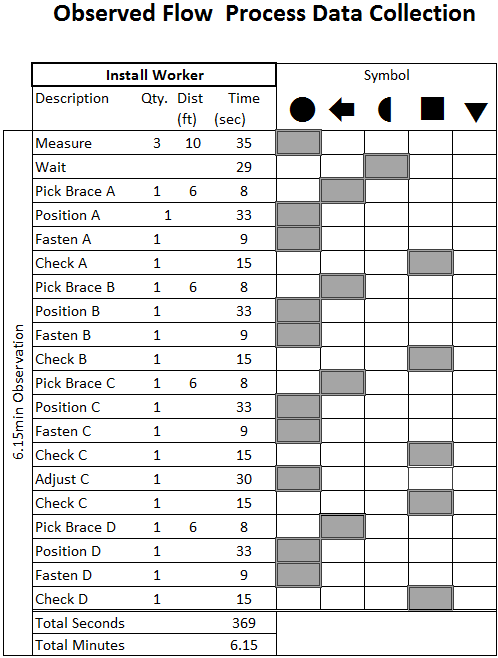 Observed Flow Process Data Collection
Install Worker Symbol
Description Qty. Dist Time
(ft) (sec)
Measure 3 10 35
Wait 29
Pick Brace A 1 6 8
Position A 1 33
Fasten A 1 9
Check A 1 15
Pick Brace B 1 6 8
Position B 1 33
Fasten B 1 9
Check B 1 15
Pick Brace C 1 6 8
Position C 1 33
Fasten C 1 9
Check C 1 15
Adjust C 1 30
Check C 1 15
Pick Brace D 1 6 8
Position D 1 33
Fasten D 1 9
Check D 1 15
Total Seconds 369
Total Minutes 6.15
6.15min Observation